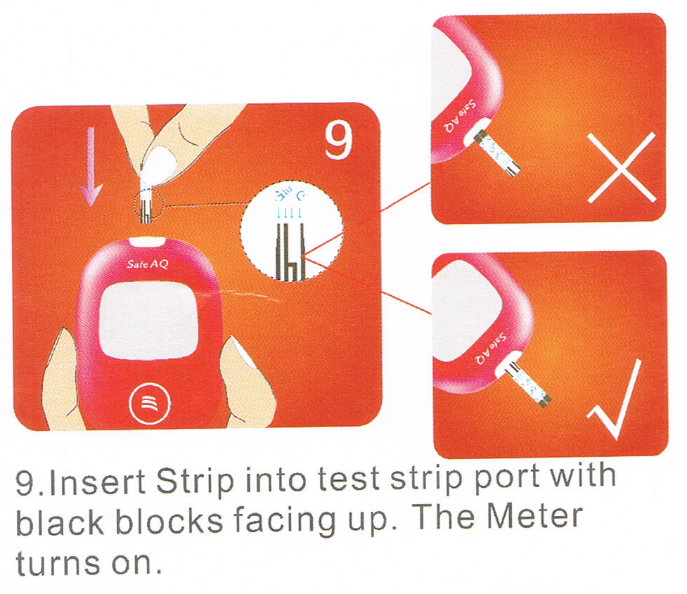 9
Glu
Safe AQ
Safe AQ
Safe AQ
9.Insert Strip into test strip port with
black blocks facing up. The Meter
turns on.